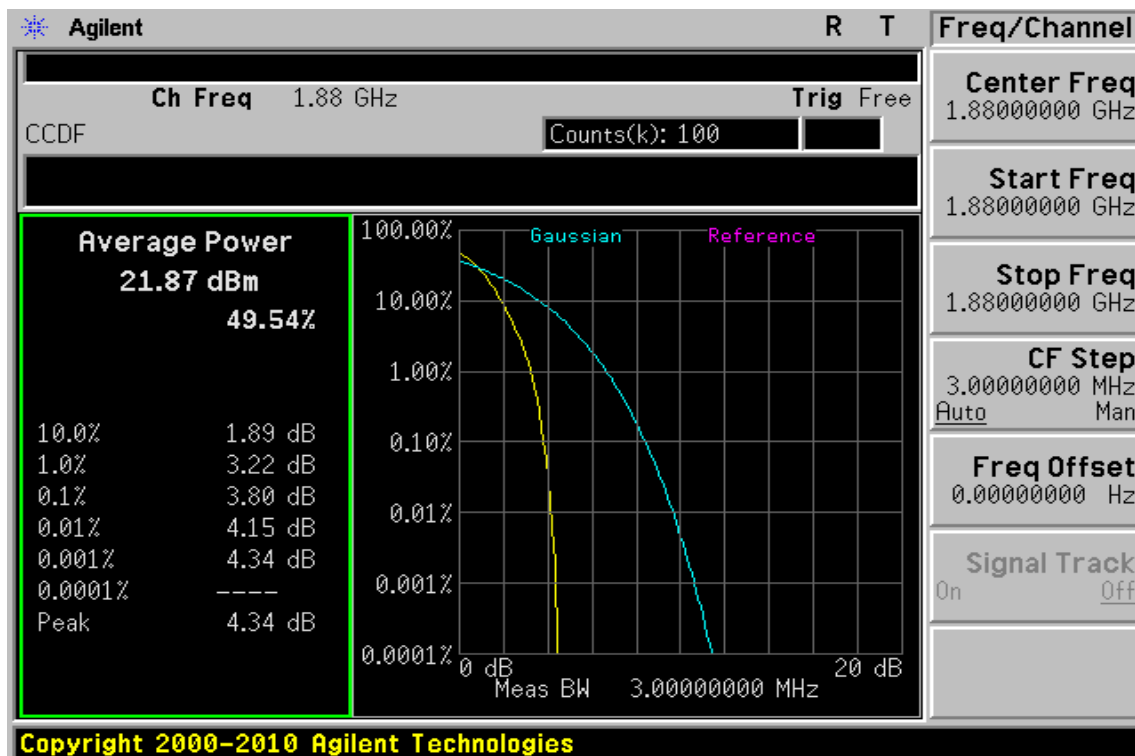 Agilent R T Freq/Channel
Ch Freq 1.88 GHz Trig Free
CCDF Counts(k): 100
Average Power
21.87 dBm
49.54%
10.0% 1.89 dB
1.0% 3.22 dB
0.1% 3.80 dB
0.01% 4.15 dB
0.001% 4.34 dB
0.0001% ----
Peak 4.34 dB
Gaussian Reference
100.00%
10.00%
1.00%
0.10%
0.01%
0.001%
0.0001%
0 dB 20 dB
Meas BW 3.00000000 MHz
Center Freq
1.88000000 GHz
Start Freq
1.88000000 GHz
Stop Freq
1.88000000 GHz
CF Step
3.00000000 MHz
Auto Man
Freq Offset
0.00000000 Hz
Signal Track
On Off
Copyright 2000-2010 Agilent Technologies